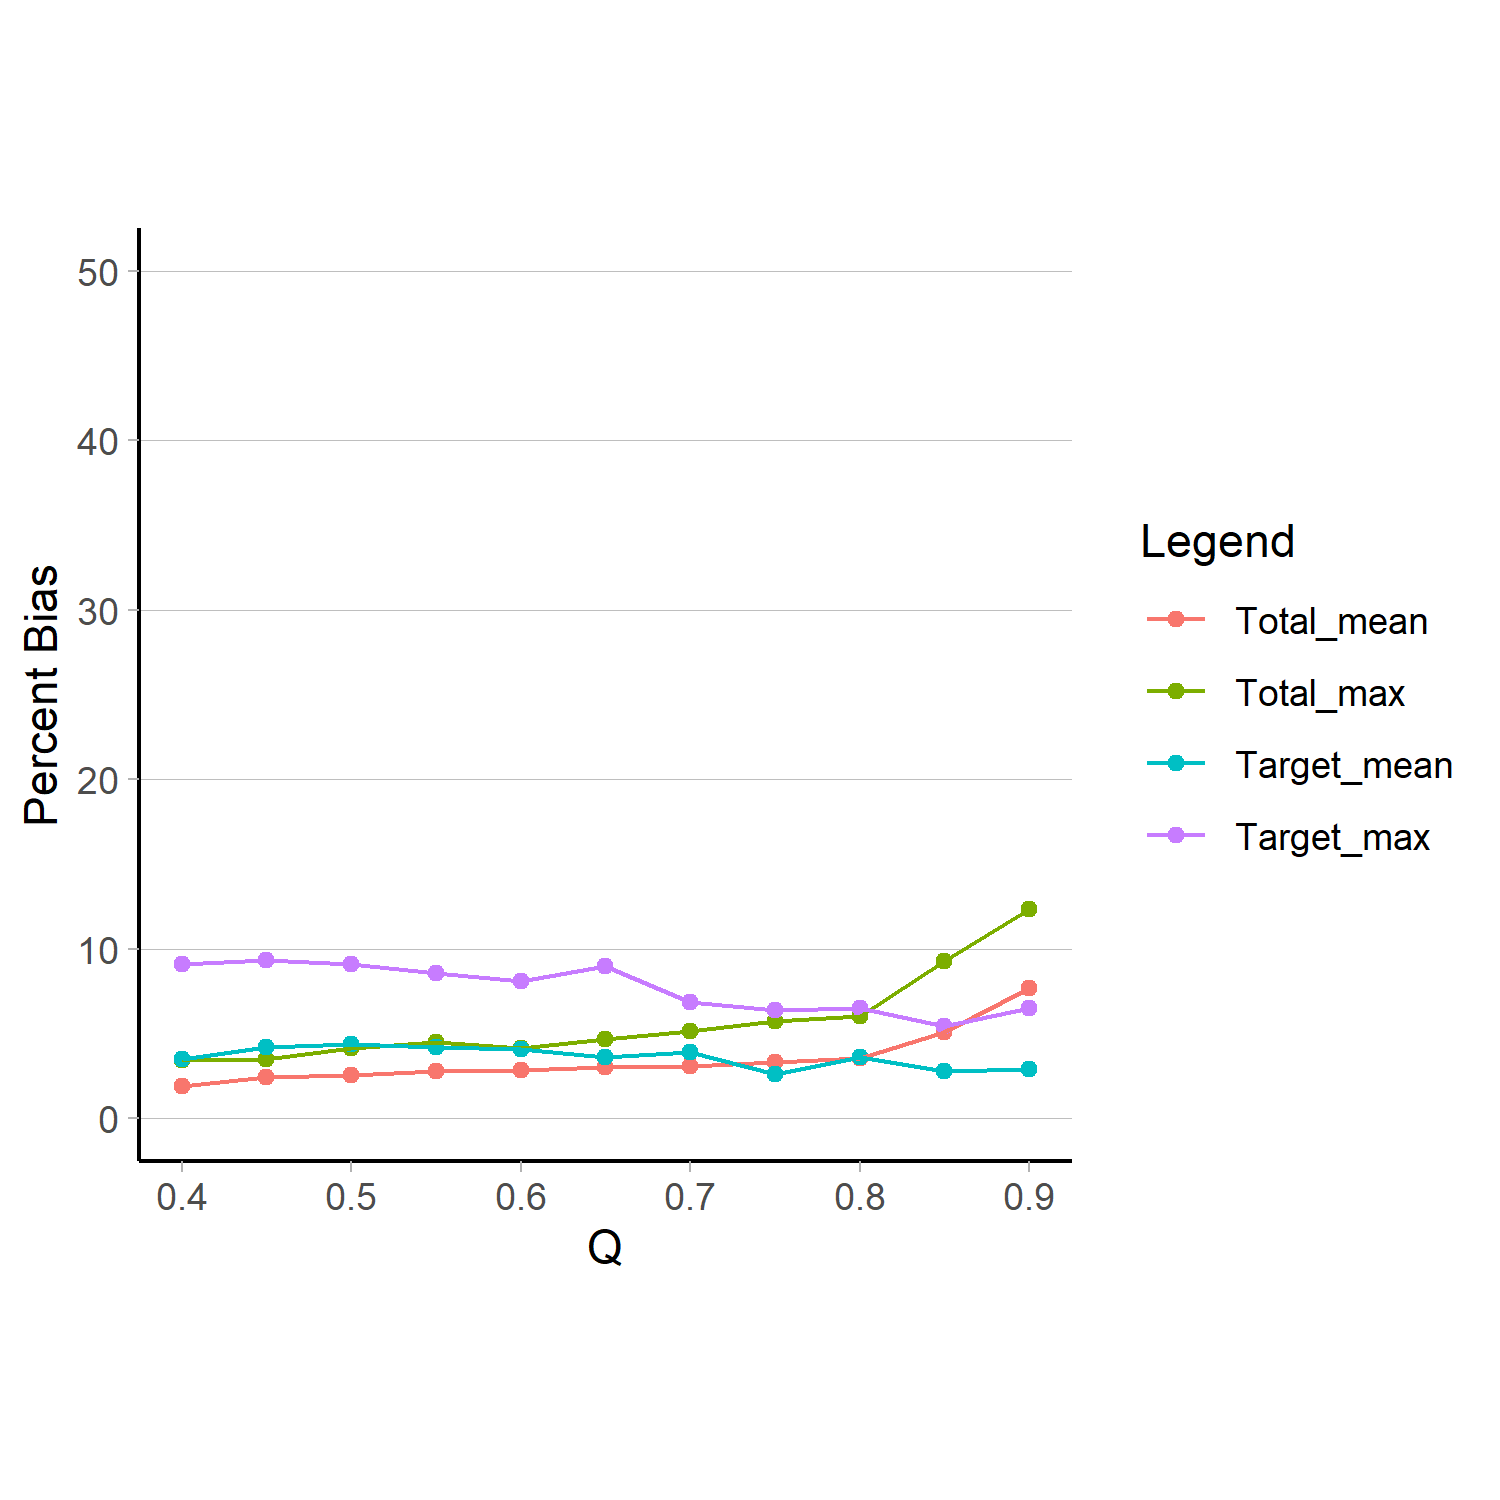 50
40
30
20
10
0
Percent Bias
0.4 0.5 0.6 0.7 0.8 0.9
Q
Legend
Total_mean
Total_max
Target_mean
Target_max